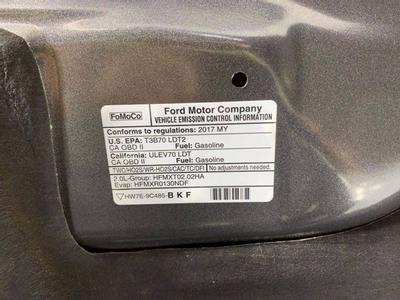 FoMoCo
Ford Motor Company
VEHICLE EMISSION CONTROL INFORMATION
Conforms to regulations: 2017 MY
U.S. EPA: T3B70 LDT2
CA OBD II Fuel: Gasoline
California: ULEV70 LDT
CA OBD II Fuel: Gasoline
TWC/HO2S/WR-HO2S/CAC/TC/DFI No adjustments needed.
2.0L-Group: HFMXT02.02HA
Evap: HFMXR0130NDF
HW7E-9C485-BKF